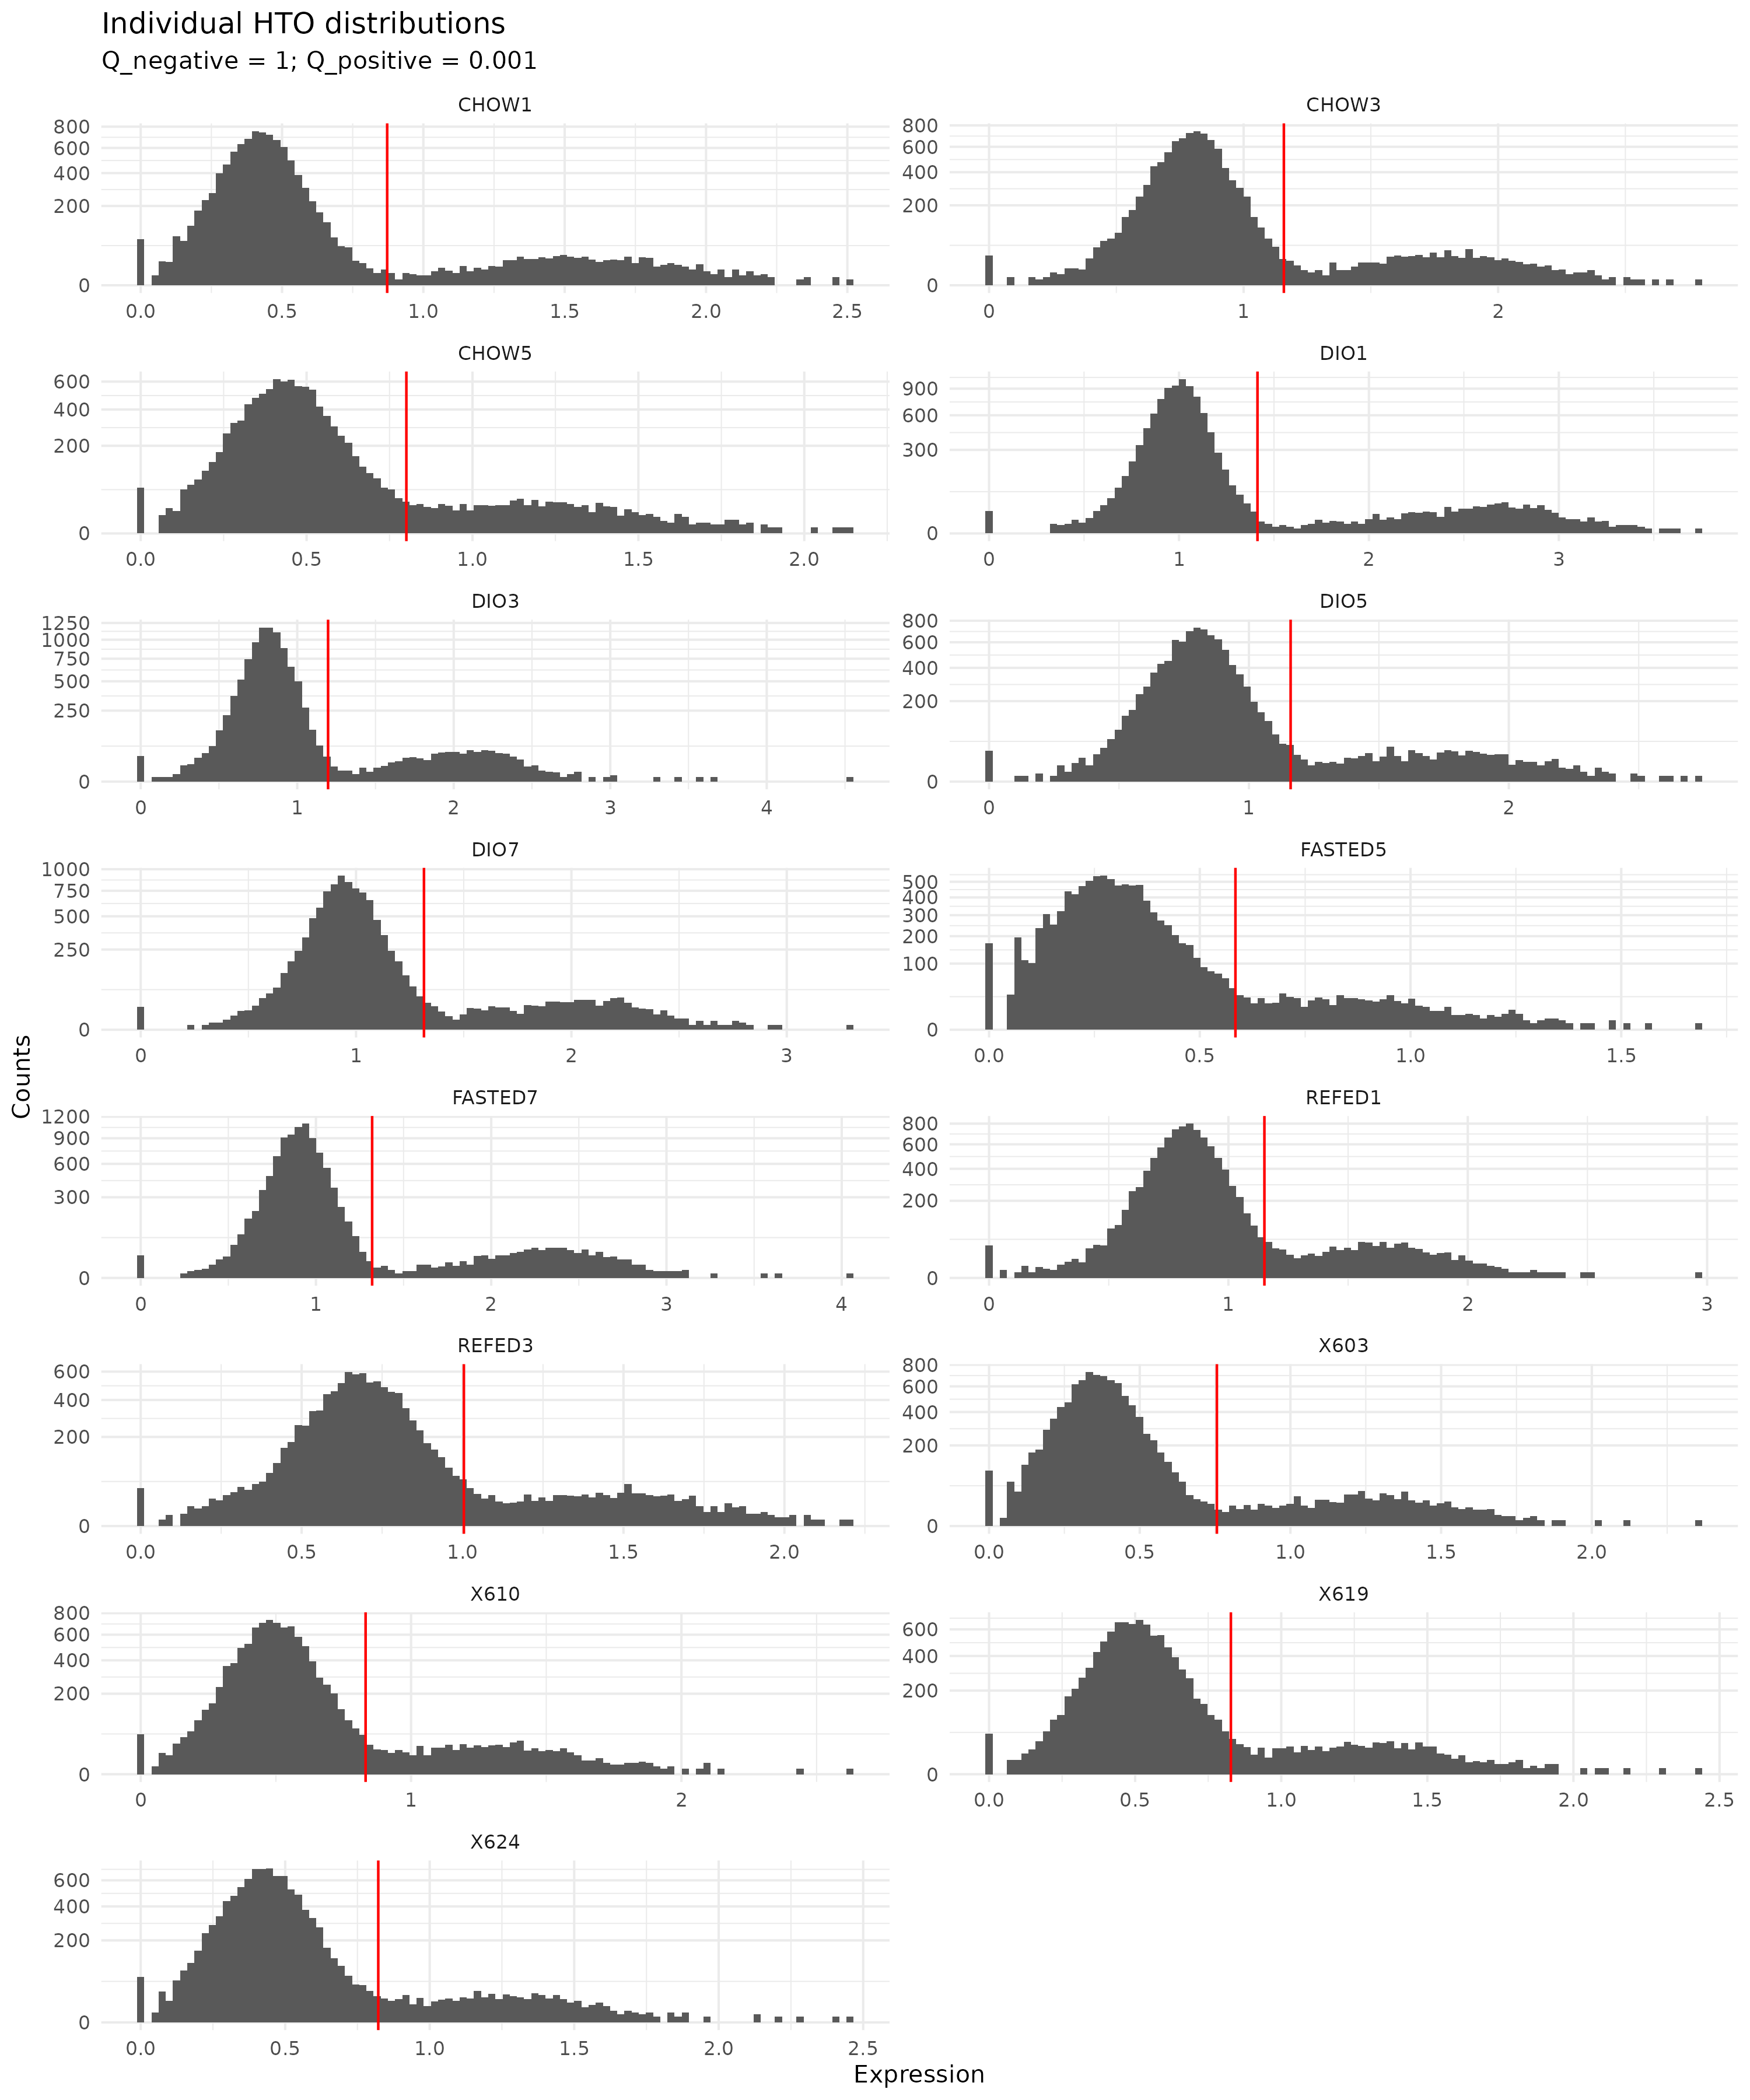 Individual HTO distributions
Q_negative = 1; Q_positive = 0.001
CHOW1 CHOW3
800 600 400 200 0
0.0 0.5 1.0 1.5 2.0 2.5
800 600 400 200 0
0 1 2
CHOW5 DIO1
600 400 200 0
0.0 0.5 1.0 1.5 2.0
900 600 300 0
0 1 2 3
DIO3 DIO5
1250 1000 750 500 250 0
0 1 2 3 4
800 600 400 200 0
0 1 2
DIO7 FASTED5
1000 750 500 250 0
0 1 2 3
500 400 300 200 100 0
0.0 0.5 1.0 1.5
Counts
FASTED7 REFED1
1200 900 600 300 0
0 1 2 3 4
800 600 400 200 0
0 1 2 3
REFED3 X603
600 400 200 0
0.0 0.5 1.0 1.5 2.0
800 600 400 200 0
0.0 0.5 1.0 1.5 2.0
X610 X619
800 600 400 200 0
0 1 2
600 400 200 0
0.0 0.5 1.0 1.5 2.0 2.5
X624
600 400 200 0
0.0 0.5 1.0 1.5 2.0 2.5
Expression